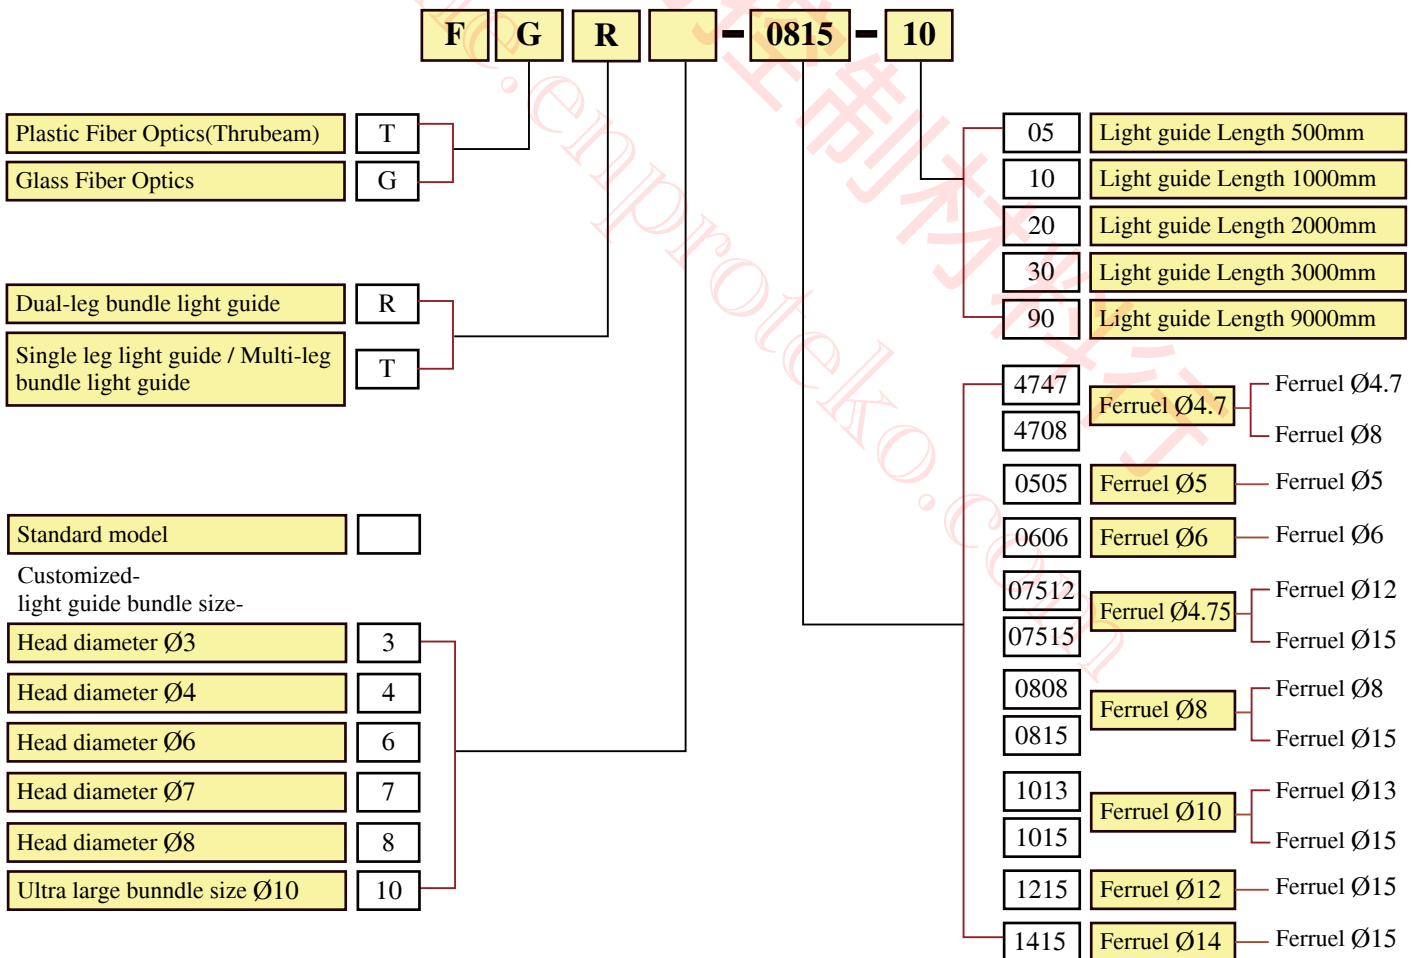 F G R - 0815 - 10
Plastic Fiber Optics(Thrubeam) T
Glass Fiber Optics G
Dual-leg bundle light guide R
Single leg light guide / Multi-leg
bundle light guide T
Standard model
Customized-
light guide bundle size-
Head diameter Ø3 3
Head diameter Ø4 4
Head diameter Ø6 6
Head diameter Ø7 7
Head diameter Ø8 8
Ultra large bunndle size Ø10 10
05 Light guide Length 500mm
10 Light guide Length 1000mm
20 Light guide Length 2000mm
30 Light guide Length 3000mm
90 Light guide Length 9000mm
4747 Ferruel Ø4.7 Ferruel Ø4.7
4708 Ferruel Ø8
0505 Ferruel Ø5 Ferruel Ø5
0606 Ferruel Ø6 Ferruel Ø6
07512 Ferruel Ø4.75 Ferruel Ø12
07515 Ferruel Ø15
0808 Ferruel Ø8 Ferruel Ø8
0815 Ferruel Ø15
1013 Ferruel Ø10 Ferruel Ø13
1015 Ferruel Ø15
1215 Ferruel Ø12 Ferruel Ø15
1415 Ferruel Ø14 Ferruel Ø15
控制材料行
.enproteko.com